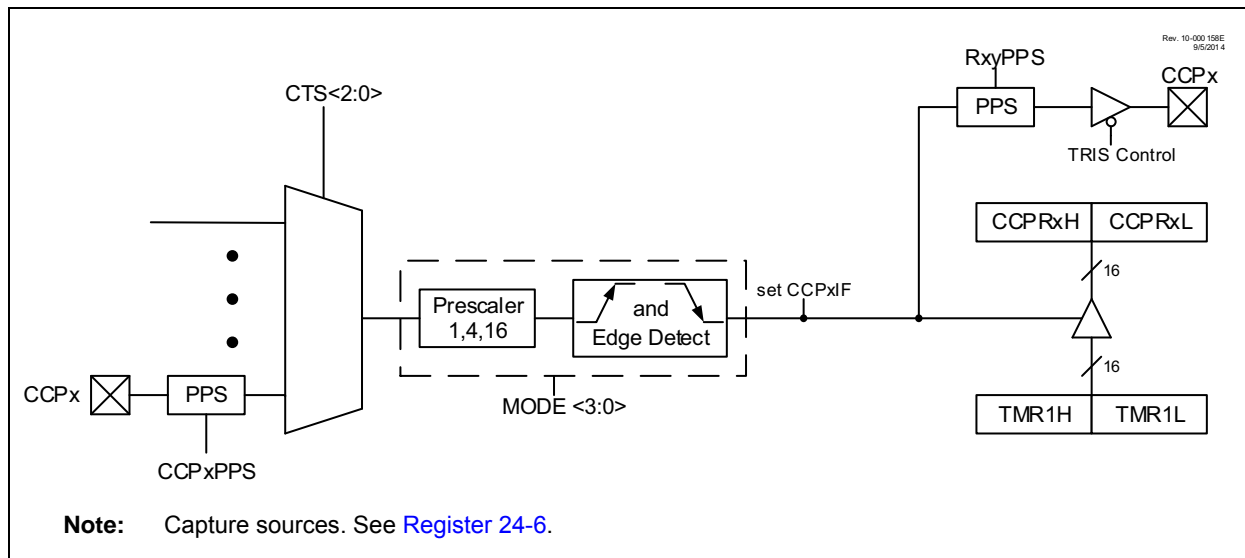 Rev. 10-000 158E
9/5/201 4
RxyPPS
CCPx
CTS<2:0>
PPS
TRIS Control
CCPRxH CCPRxL
16
set CCPxIF
Prescaler
1,4,16
and
Edge Detect
16
CCPx
PPS
MODE <3:0>
TMR1H TMR1L
CCPxPPS
Note: Capture sources. See Register 24-6.